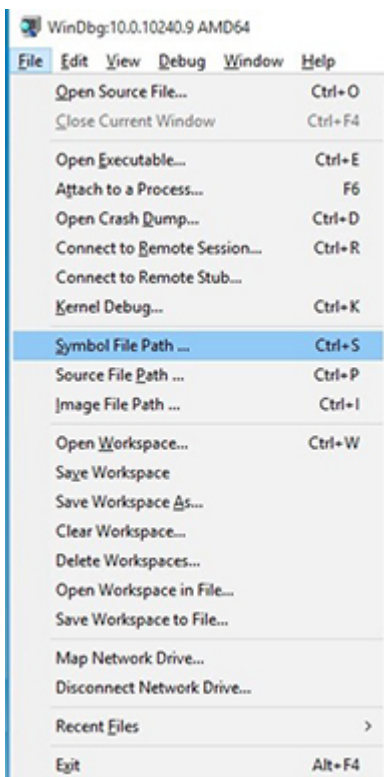 WinDbg:10.0.10240.9 AMD64
File Edit View Debug Window Help
Open Source File... Ctrl+O
Close Current Window Ctrl+F4
Open Executable... Ctrl+E
Attach to a Process... F6
Open Crash Dump... Ctrl+D
Connect to Remote Session... Ctrl+R
Connect to Remote Stub...
Kernel Debug... Ctrl+K
Symbol File Path ... Ctrl+S
Source File Path ... Ctrl+P
Image File Path ... Ctrl+I
Open Workspace... Ctrl+W
Save Workspace
Save Workspace As...
Clear Workspace...
Delete Workspaces...
Open Workspace in File...
Save Workspace to File...
Map Network Drive...
Disconnect Network Drive...
Recent Files >
Exit Alt+F4